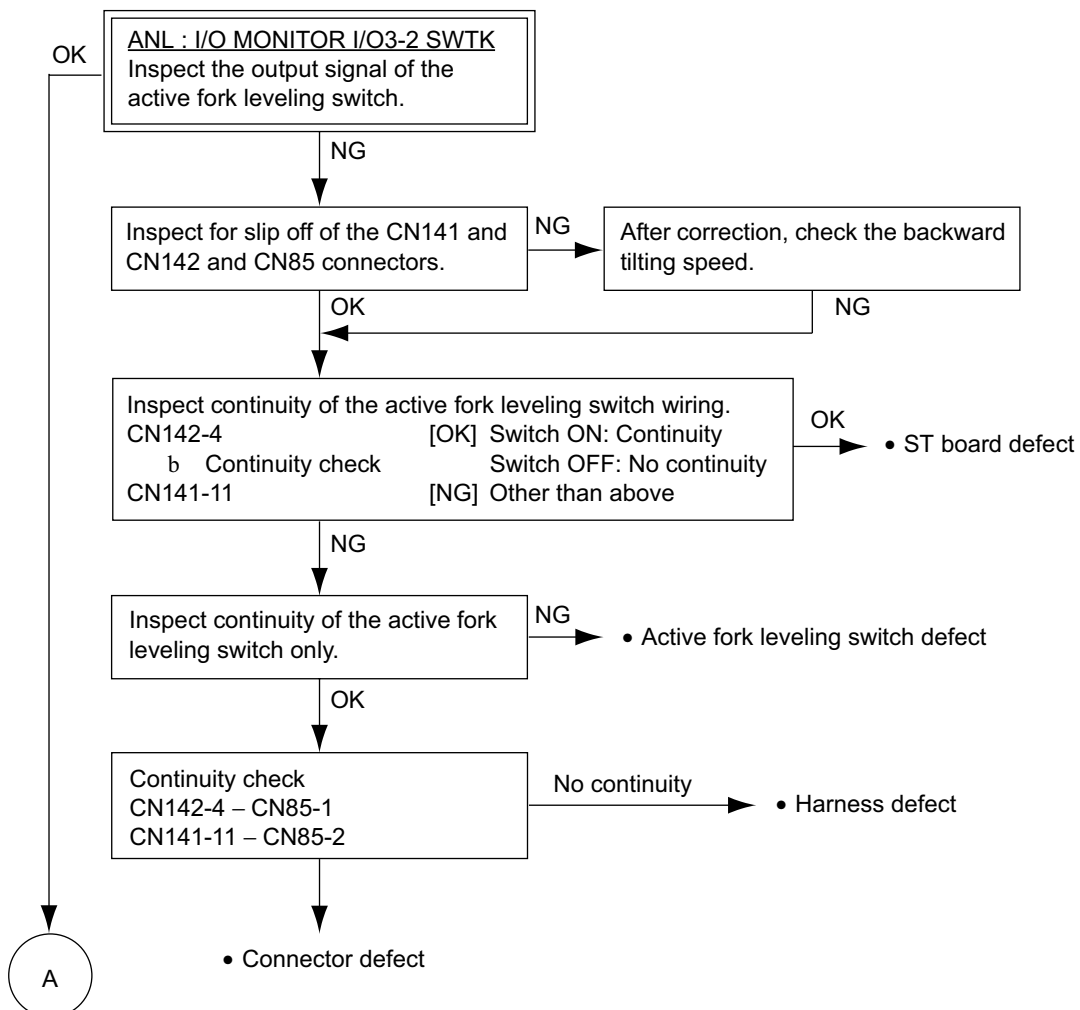 OK
ANL : I/O MONITOR I/O3-2 SWTK
Inspect the output signal of the
active fork leveling switch.
NG
Inspect for slip off of the CN141 and
CN142 and CN85 connectors.
NG
After correction, check the backward
tilting speed.
OK
NG
Inspect continuity of the active fork leveling switch wiring.
CN142-4 [OK] Switch ON: Continuity
b Continuity check Switch OFF: No continuity
CN141-11 [NG] Other than above
OK
• ST board defect
NG
Inspect continuity of the active fork
leveling switch only.
NG
• Active fork leveling switch defect
OK
Continuity check
CN142-4 – CN85-1
CN141-11 – CN85-2
No continuity
• Harness defect
• Connector defect
A